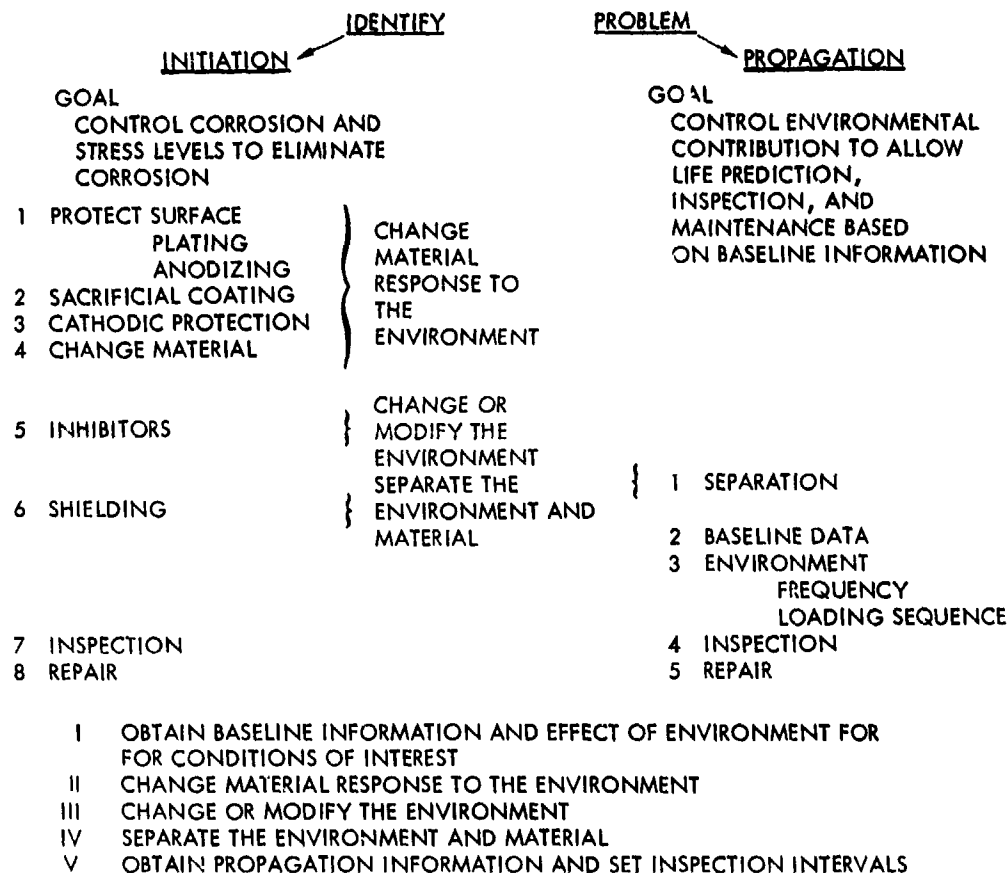 IDENTIFY PROBLEM
INITIATION PROPAGATION
GOAL
CONTROL CORROSION AND
STRESS LEVELS TO ELIMINATE
CORROSION
1 PROTECT SURFACE
PLATING
ANODIZING
2 SACRIFICIAL COATING
3 CATHODIC PROTECTION
4 CHANGE MATERIAL
CHANGE
MATERIAL
RESPONSE TO
THE
ENVIRONMENT
5 INHIBITORS
CHANGE OR
MODIFY THE
ENVIRONMENT
6 SHIELDING
SEPARATE THE
ENVIRONMENT AND
MATERIAL
7 INSPECTION
8 REPAIR
GOAL
CONTROL ENVIRONMENTAL
CONTRIBUTION TO ALLOW
LIFE PREDICTION,
INSPECTION, AND
MAINTENANCE BASED
ON BASELINE INFORMATION
1 SEPARATION
2 BASELINE DATA
3 ENVIRONMENT
FREQUENCY
LOADING SEQUENCE
4 INSPECTION
5 REPAIR
I OBTAIN BASELINE INFORMATION AND EFFECT OF ENVIRONMENT FOR
FOR CONDITIONS OF INTEREST
II CHANGE MATERIAL RESPONSE TO THE ENVIRONMENT
III CHANGE OR MODIFY THE ENVIRONMENT
IV SEPARATE THE ENVIRONMENT AND MATERIAL
V OBTAIN PROPAGATION INFORMATION AND SET INSPECTION INTERVALS